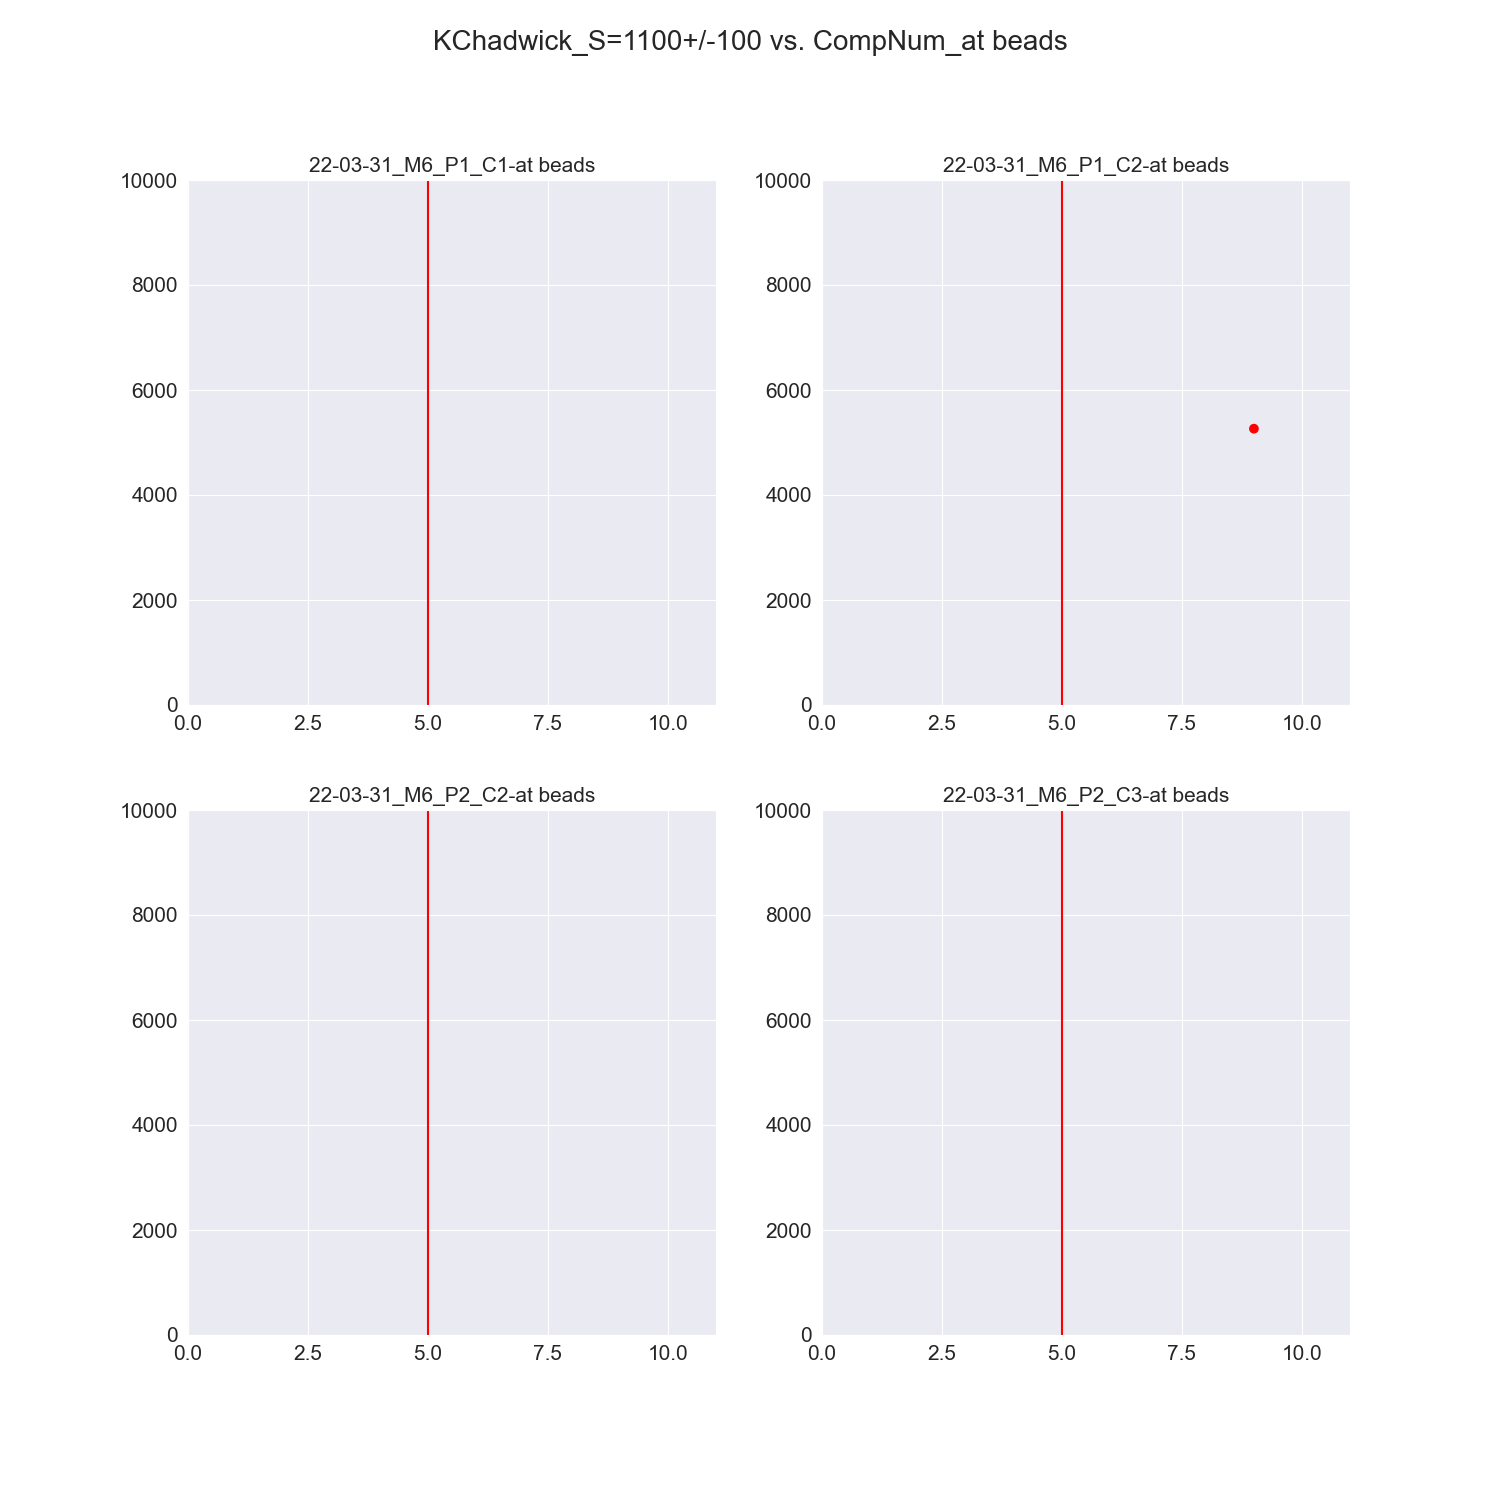 KChadwick_S=1100+/-100 vs. CompNum_at beads
22-03-31_M6_P1_C1-at beads
10000
8000
6000
4000
2000
0
0.0 2.5 5.0 7.5 10.0
22-03-31_M6_P1_C2-at beads
10000
8000
6000
4000
2000
0
0.0 2.5 5.0 7.5 10.0
22-03-31_M6_P2_C2-at beads
10000
8000
6000
4000
2000
0
0.0 2.5 5.0 7.5 10.0
22-03-31_M6_P2_C3-at beads
10000
8000
6000
4000
2000
0
0.0 2.5 5.0 7.5 10.0